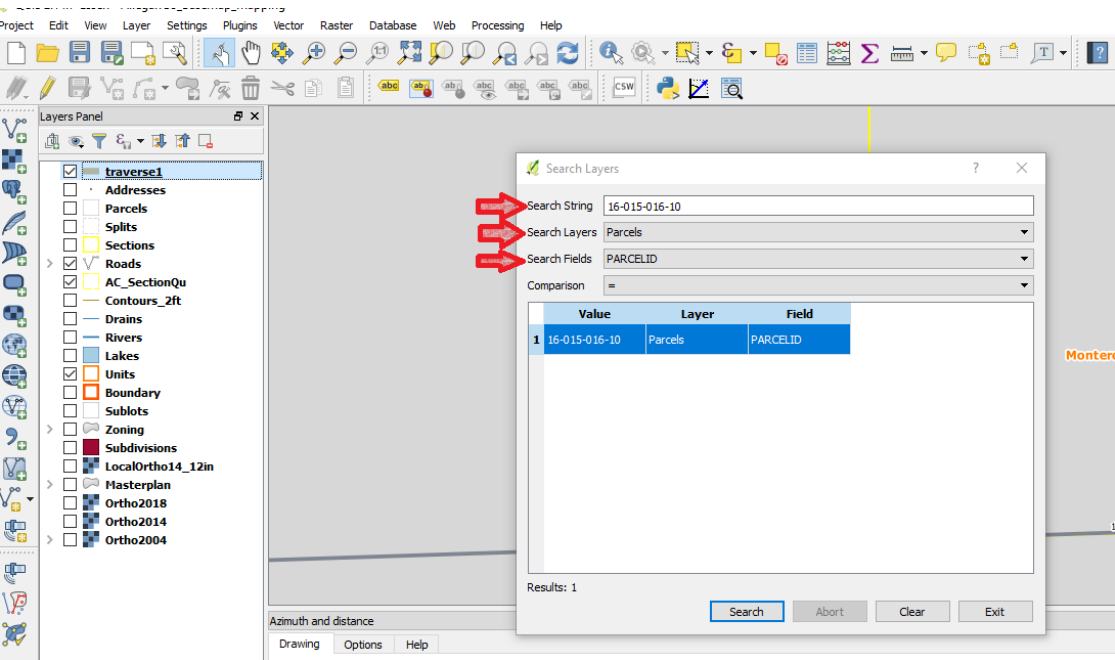 Project Edit View Layer Settings Plugins Vector Raster Database Web Processing Help
abc abc CSW
Layers Panel
traverse1
Addresses
Parcels
Splits
Sections
Roads
AC_SectionQu
Contours_2ft
Drains
Rivers
Lakes
Units
Boundary
Sublots
Zoning
Subdivisions
LocalOrtho14_12in
Masterplan
Ortho2018
Ortho2014
Ortho2004
Search Layers
Search String 16-015-016-10
Search Layers Parcels
Search Fields PARCELID
Comparison =
Value Layer Field
1 16-015-016-10 Parcels PARCELID
Results: 1
Search Abort Clear Exit
Montere
Azimuth and distance
Drawing Options Help